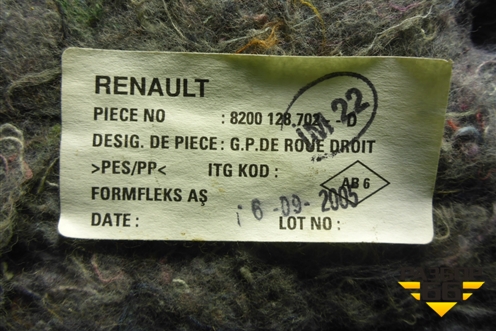 RENAULT
PIECE NO : 8200 128 702 - D
DESIG. DE PIECE : G.P.DE ROUE DROIT
>PES/PP< ITG KOD :
FORMFLEKS AŞ
DATE : 16-09-2005 LOT NO :
22
AB 6